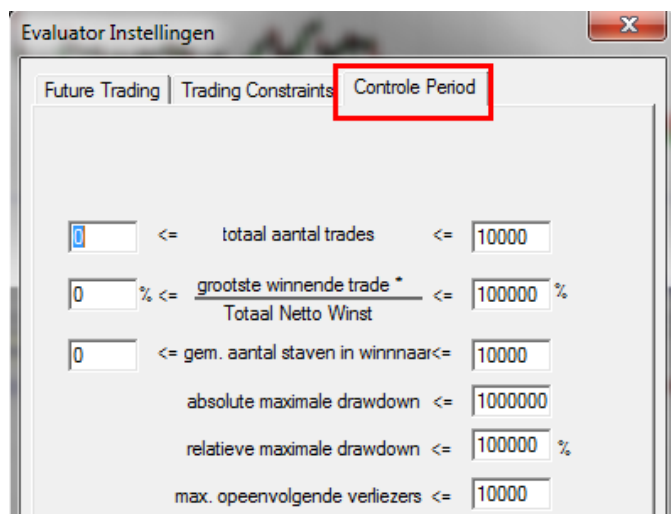 Evaluator Instellingen
Future Trading Trading Constraints Controle Period
0 <= totaal aantal trades <= 10000
0 % <= grootste winnende trade * <= 100000 %
Totaal Netto Winst
0 <= gem. aantal staven in winnnaar<= 10000
absolute maximale drawdown <= 1000000
relatieve maximale drawdown <= 100000 %
max. opeenvolgende verliezers <= 10000